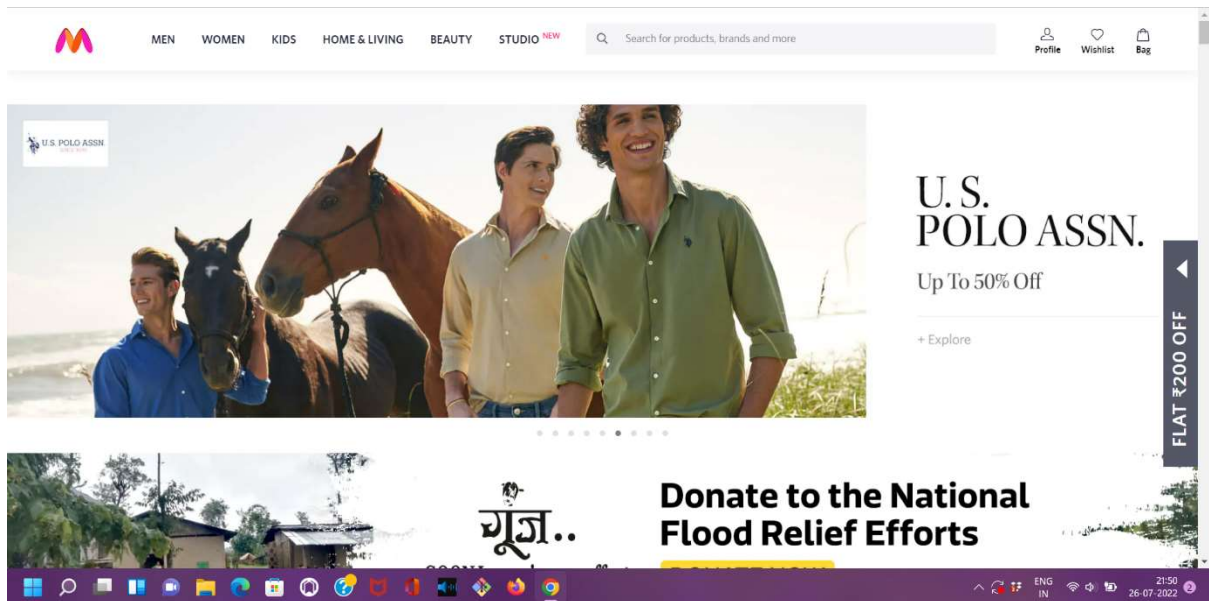 MEN WOMEN KIDS HOME & LIVING BEAUTY STUDIO NEW Search for products, brands and more
Profile Wishlist Bag
U.S. POLO ASSN.
U. S.
POLO ASSN.
Up To 50% Off
+ Explore
FLAT ₹200 OFF
गूंज..
Donate to the National
Flood Relief Efforts
ENG
IN
21:50
26-07-2022
2